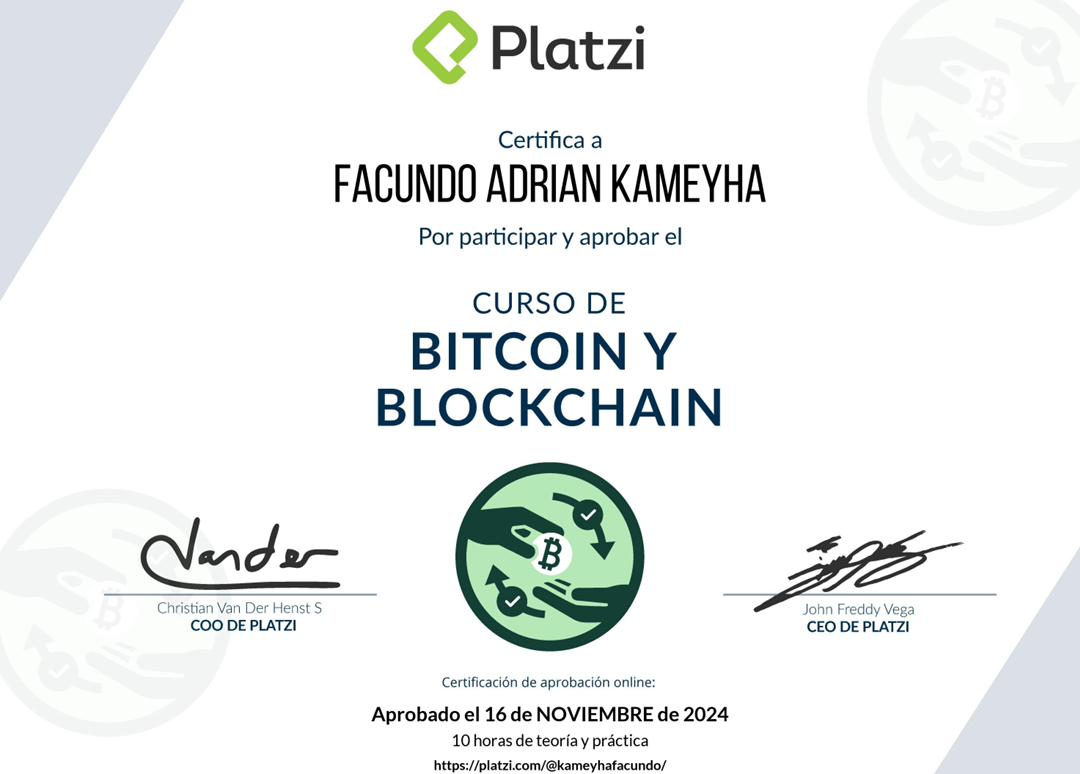 Platzi
Certifica a
FACUNDO ADRIAN KAMEYHA
Por participar y aprobar el
CURSO DE
BITCOIN Y
BLOCKCHAIN
Vander
Christian Van Der Henst S
COO DE PLATZI
John Freddy Vega
CEO DE PLATZI
Certificación de aprobación online:
Aprobado el 16 de NOVIEMBRE de 2024
10 horas de teoría y práctica
https://platzi.com/@kameyhafacundo/